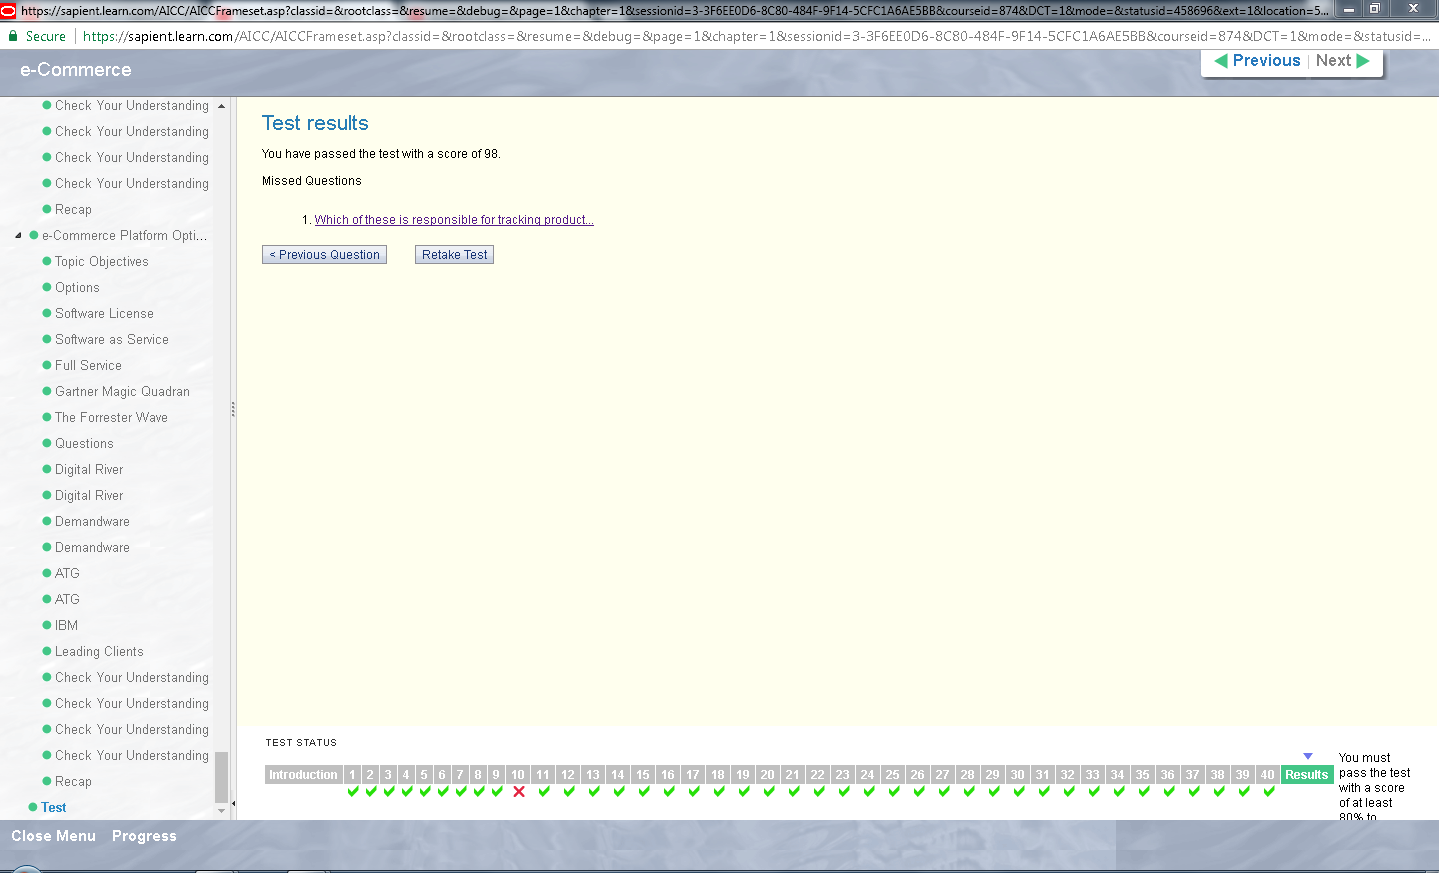 https://sapient.learn.com/AICC/AICCFrameset.asp?classid=&rootclass=&resume=&debug=&page=1&chapter=1&sessionid=3-3F6EE0D6-8C80-484F-9F14-5CFC1A6AE5BB&courseid=874&DCT=1&mode=&statusid=458696&ext=1&location=5...
Secure https://sapient.learn.com/AICC/AICCFrameset.asp?classid=&rootclass=&resume=&debug=&page=1&chapter=1&sessionid=3-3F6EE0D6-8C80-484F-9F14-5CFC1A6AE5BB&courseid=874&DCT=1&mode=&statusid=...
e-Commerce
Previous | Next
Check Your Understanding
Check Your Understanding
Check Your Understanding
Check Your Understanding
Recap
e-Commerce Platform Opti...
Topic Objectives
Options
Software License
Software as Service
Full Service
Gartner Magic Quadran
The Forrester Wave
Questions
Digital River
Digital River
Demandware
Demandware
ATG
ATG
IBM
Leading Clients
Check Your Understanding
Check Your Understanding
Check Your Understanding
Check Your Understanding
Recap
Test
Test results
You have passed the test with a score of 98.
Missed Questions
1. Which of these is responsible for tracking product...
< Previous Question Retake Test
TEST STATUS
Introduction 1 2 3 4 5 6 7 8 9 10 11 12 13 14 15 16 17 18 19 20 21 22 23 24 25 26 27 28 29 30 31 32 33 34 35 36 37 38 39 40 Results
You must
pass the test
with a score
of at least
80% to
Close Menu Progress